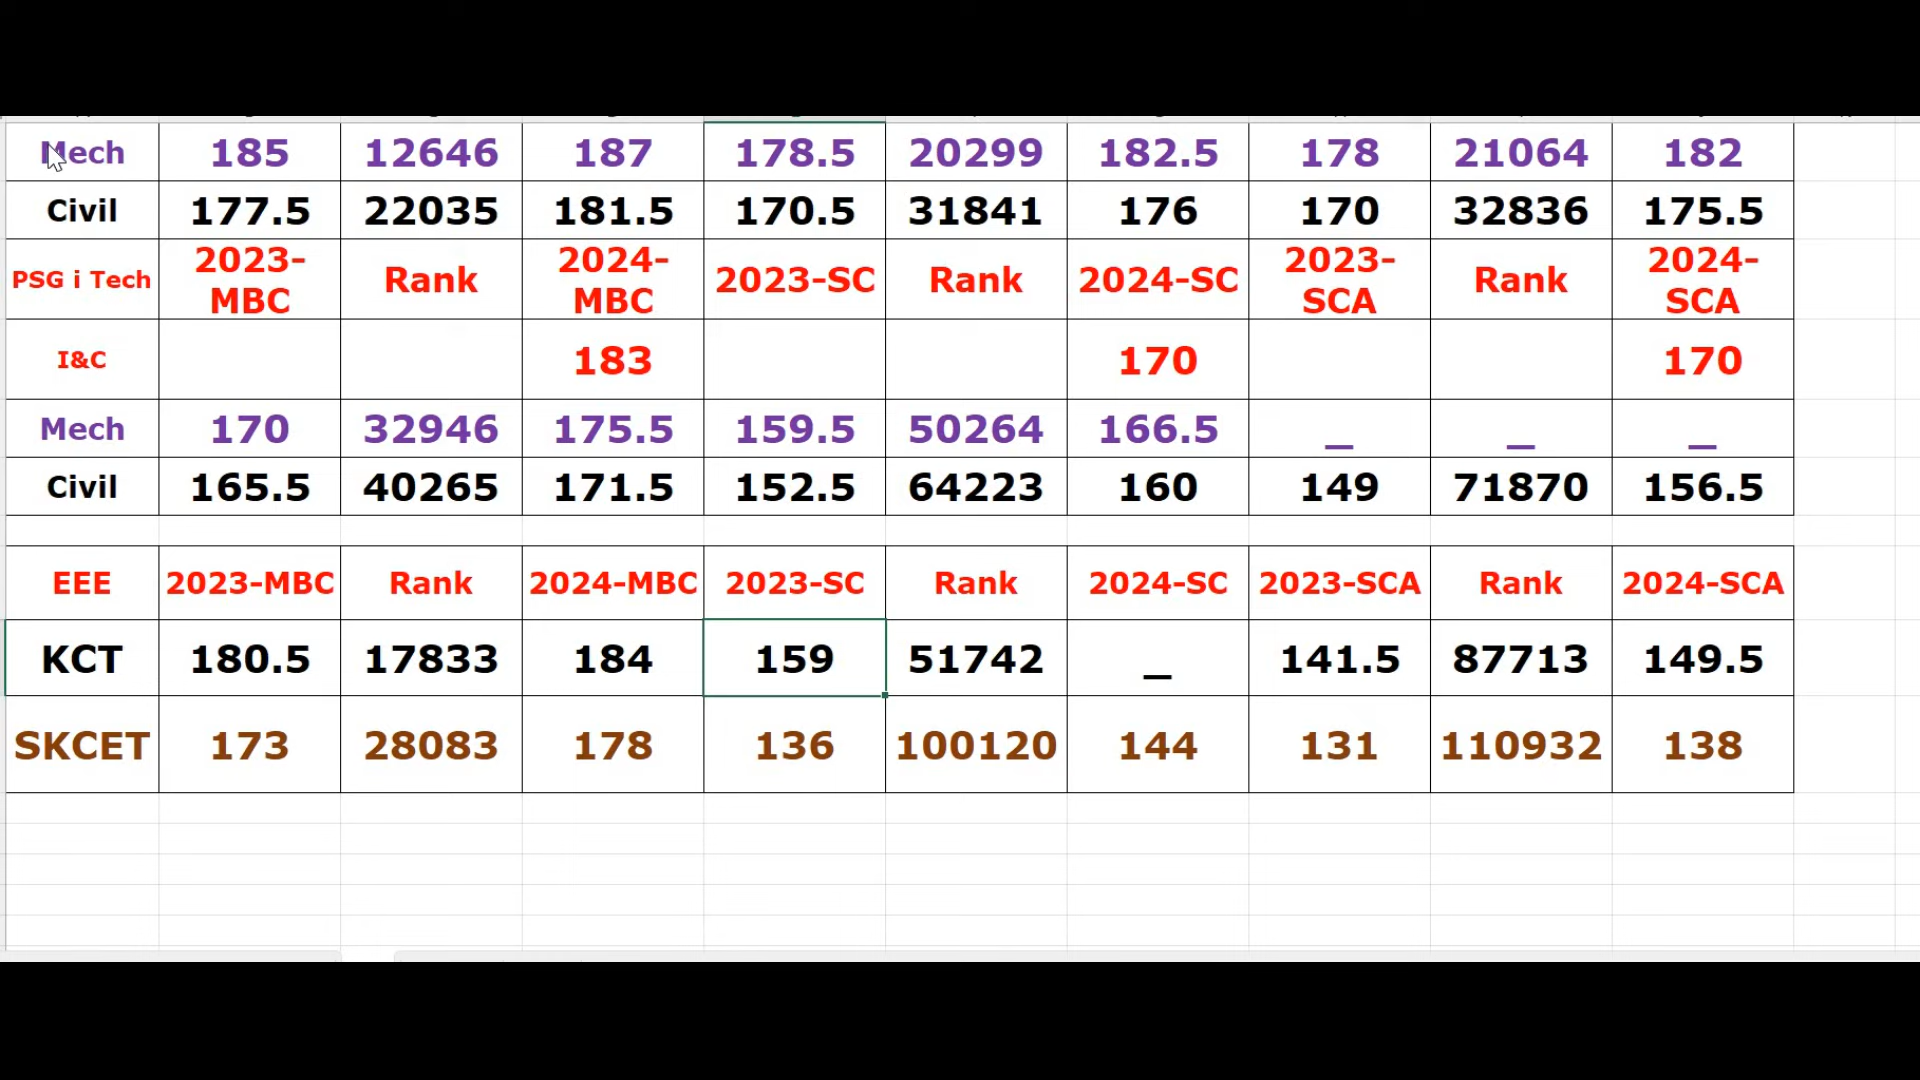 Mech 185 12646 187 178.5 20299 182.5 178 21064 182
Civil 177.5 22035 181.5 170.5 31841 176 170 32836 175.5
PSG i Tech 2023-MBC Rank 2024-MBC 2023-SC Rank 2024-SC 2023-SCA Rank 2024-SCA
I&C 183 170 170
Mech 170 32946 175.5 159.5 50264 166.5 _ _ _
Civil 165.5 40265 171.5 152.5 64223 160 149 71870 156.5
EEE 2023-MBC Rank 2024-MBC 2023-SC Rank 2024-SC 2023-SCA Rank 2024-SCA
KCT 180.5 17833 184 159 51742 _ 141.5 87713 149.5
SKCET 173 28083 178 136 100120 144 131 110932 138